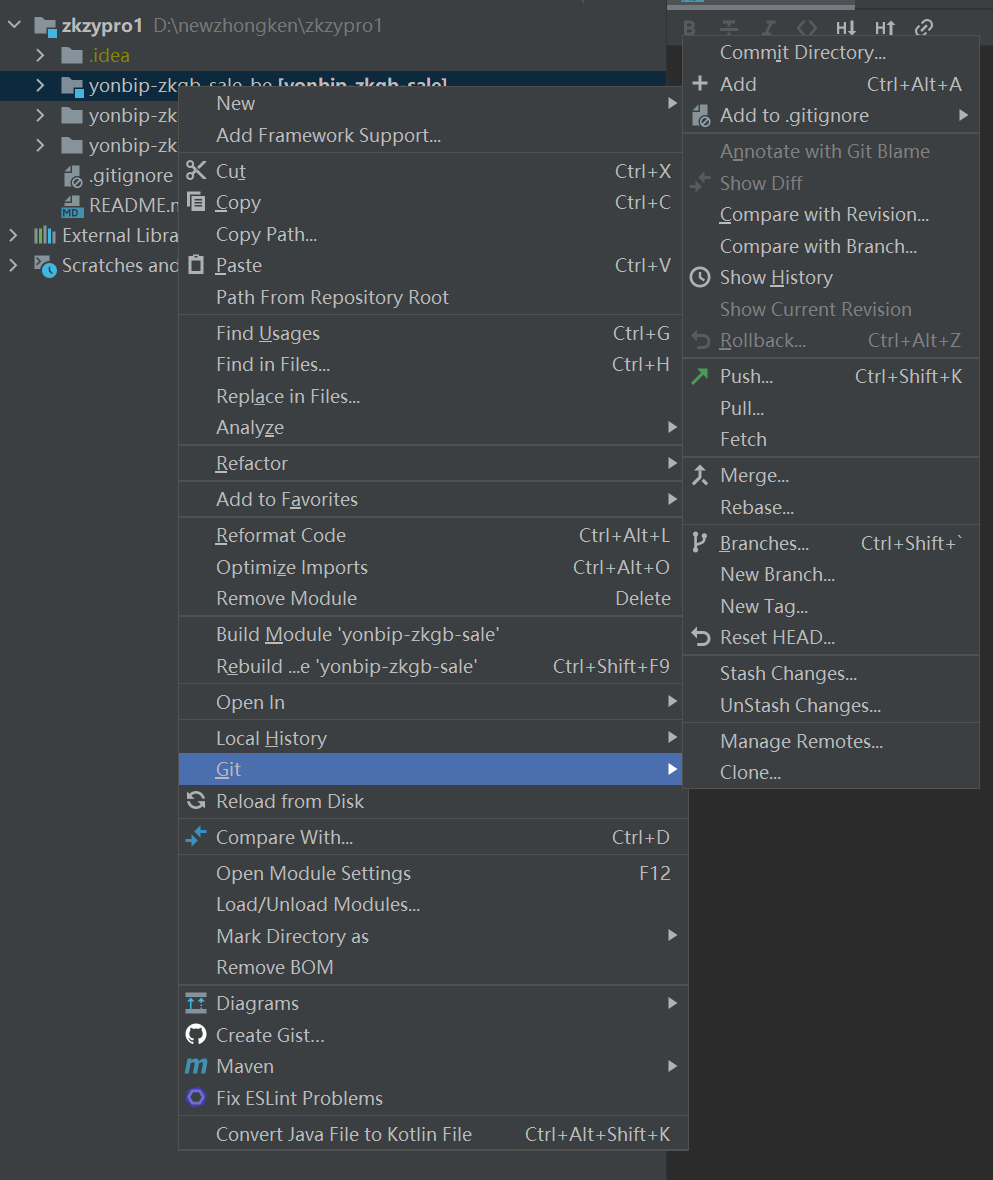 zkzypro1 D:\newzhongken\zkzypro1
.idea
yonbip-zkgb-sale-be [yonbip-zkgb-sale]
yonbip-zk
yonbip-zk
.gitignore
README.m
External Libra
Scratches and
New
Add Framework Support...
Cut Ctrl+X
Copy Ctrl+C
Copy Path...
Paste Ctrl+V
Path From Repository Root
Find Usages Ctrl+G
Find in Files... Ctrl+H
Replace in Files...
Analyze
Refactor
Add to Favorites
Reformat Code Ctrl+Alt+L
Optimize Imports Ctrl+Alt+O
Remove Module Delete
Build Module 'yonbip-zkgb-sale'
Rebuild ...e 'yonbip-zkgb-sale' Ctrl+Shift+F9
Open In
Local History
Git
Reload from Disk
Compare With... Ctrl+D
Open Module Settings F12
Load/Unload Modules...
Mark Directory as
Remove BOM
Diagrams
Create Gist...
Maven
Fix ESLint Problems
Convert Java File to Kotlin File Ctrl+Alt+Shift+K
B I <> H↓ H↑
Commit Directory...
Add Ctrl+Alt+A
Add to .gitignore
Annotate with Git Blame
Show Diff
Compare with Revision...
Compare with Branch...
Show History
Show Current Revision
Rollback... Ctrl+Alt+Z
Push... Ctrl+Shift+K
Pull...
Fetch
Merge...
Rebase...
Branches... Ctrl+Shift+`
New Branch...
New Tag...
Reset HEAD...
Stash Changes...
UnStash Changes...
Manage Remotes...
Clone...